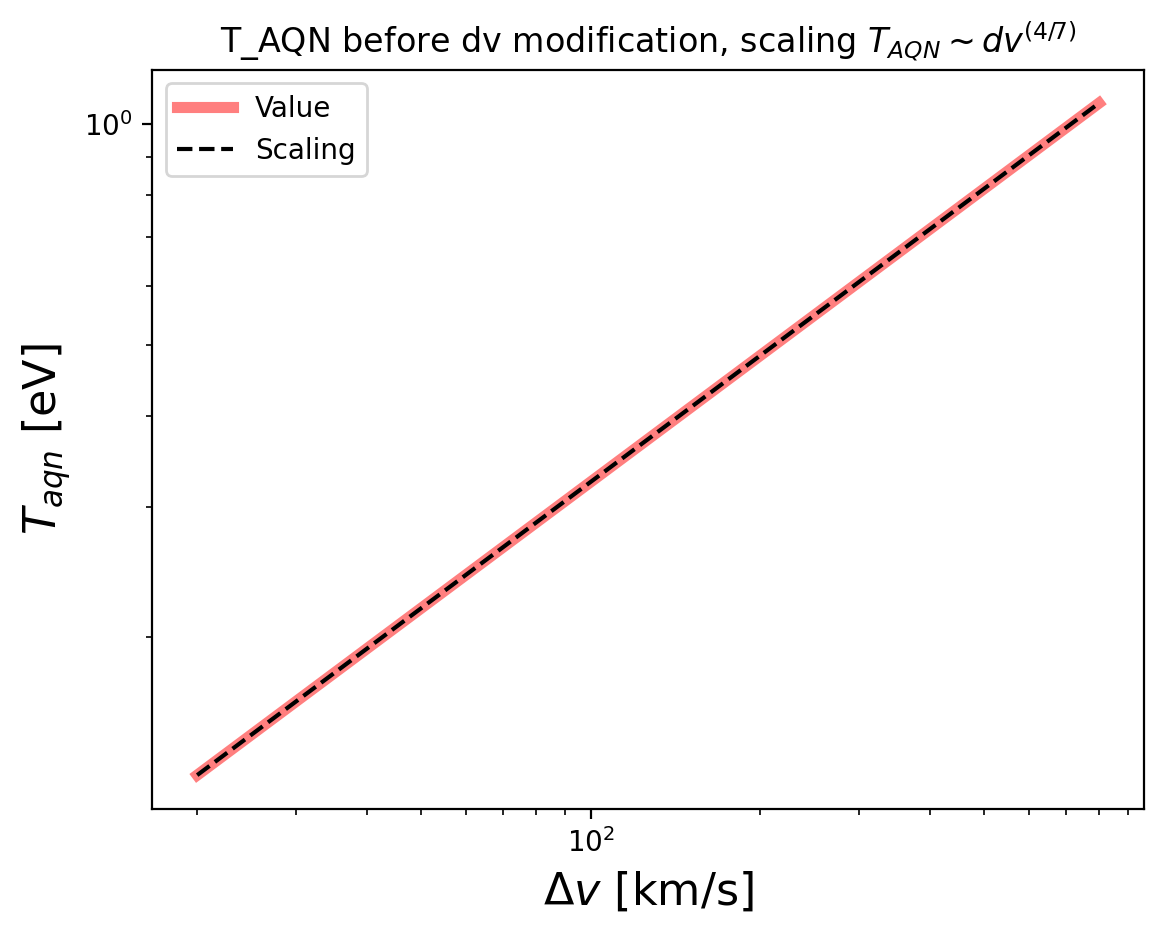 T_AQN before dv modification, scaling $T_{AQN} \sim dv^{(4/7)}$
Value
Scaling
$10^0$
$T_{aqn}$ [eV]
$10^2$
$\Delta v$ [km/s]